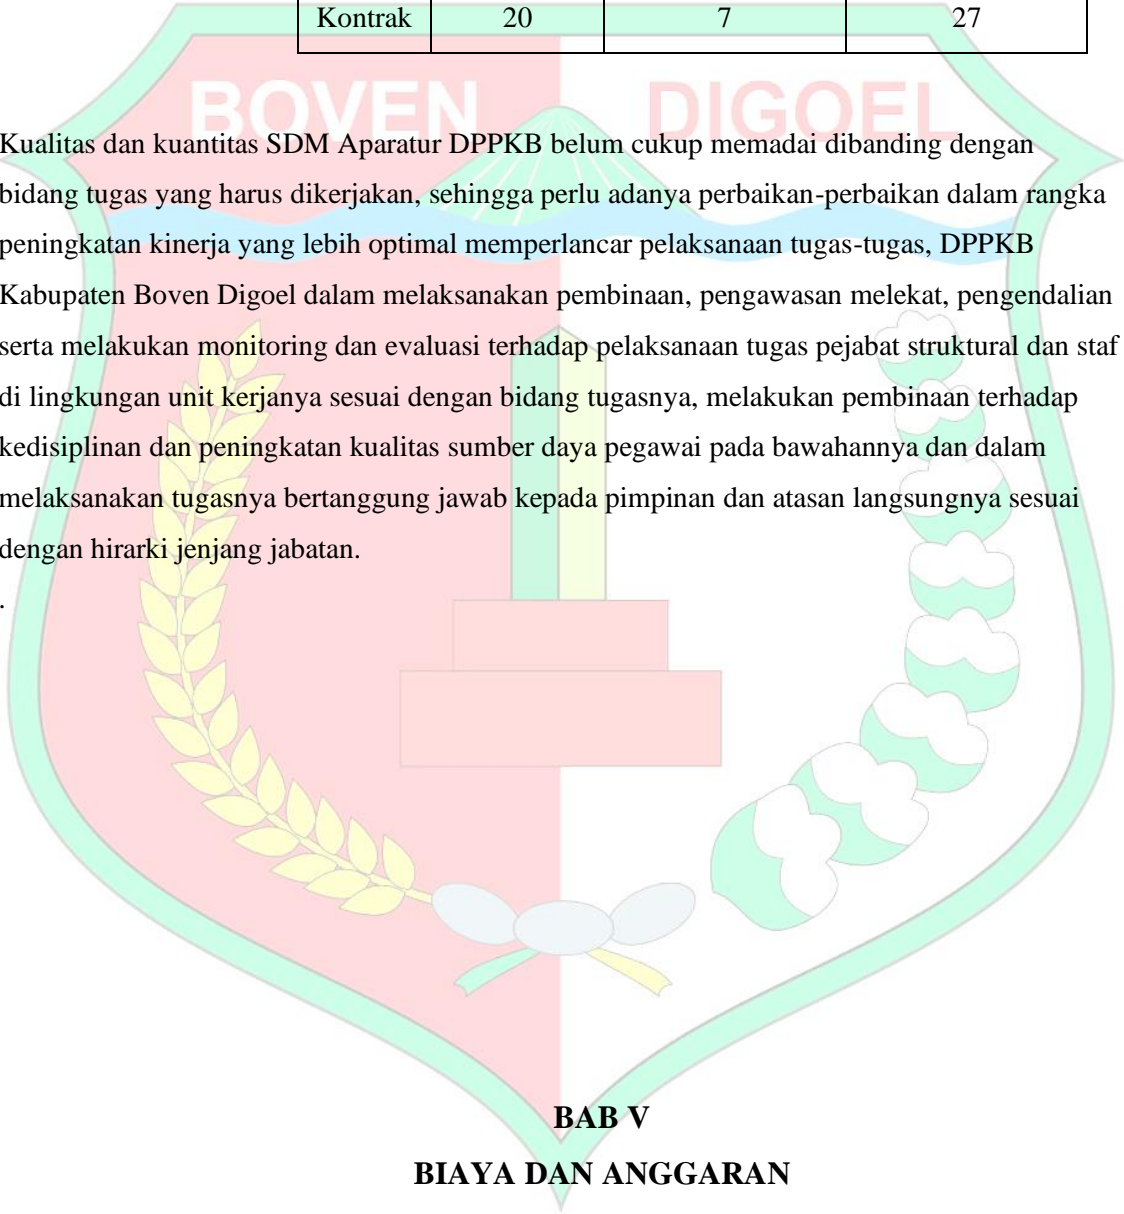 Kontrak 20 7 27
BOVEN DIGOEL
Kualitas dan kuantitas SDM Aparatur DPPKB belum cukup memadai dibanding dengan
bidang tugas yang harus dikerjakan, sehingga perlu adanya perbaikan-perbaikan dalam rangka
peningkatan kinerja yang lebih optimal memperlancar pelaksanaan tugas-tugas, DPPKB
Kabupaten Boven Digoel dalam melaksanakan pembinaan, pengawasan melekat, pengendalian
serta melakukan monitoring dan evaluasi terhadap pelaksanaan tugas pejabat struktural dan staf
di lingkungan unit kerjanya sesuai dengan bidang tugasnya, melakukan pembinaan terhadap
kedisiplinan dan peningkatan kualitas sumber daya pegawai pada bawahannya dan dalam
melaksanakan tugasnya bertanggung jawab kepada pimpinan dan atasan langsungnya sesuai
dengan hirarki jenjang jabatan.
.
BAB V
BIAYA DAN ANGGARAN